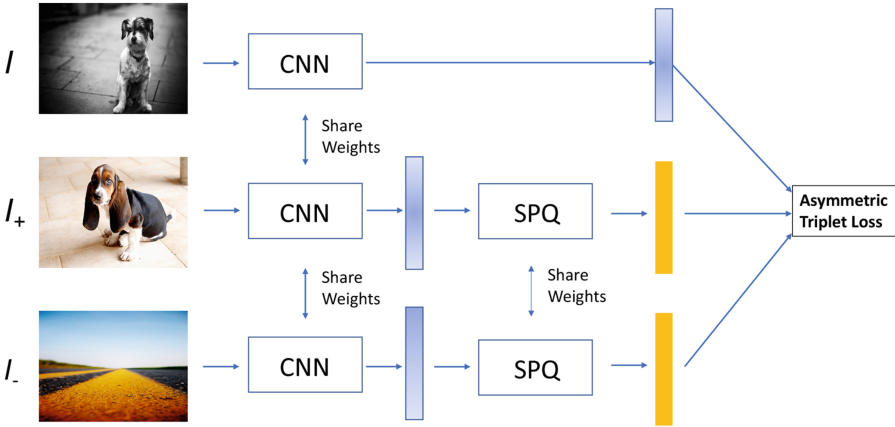 I
CNN
Share
Weights
I+
CNN
SPQ
Asymmetric
Triplet Loss
Share
Weights
Share
Weights
I-
CNN
SPQ